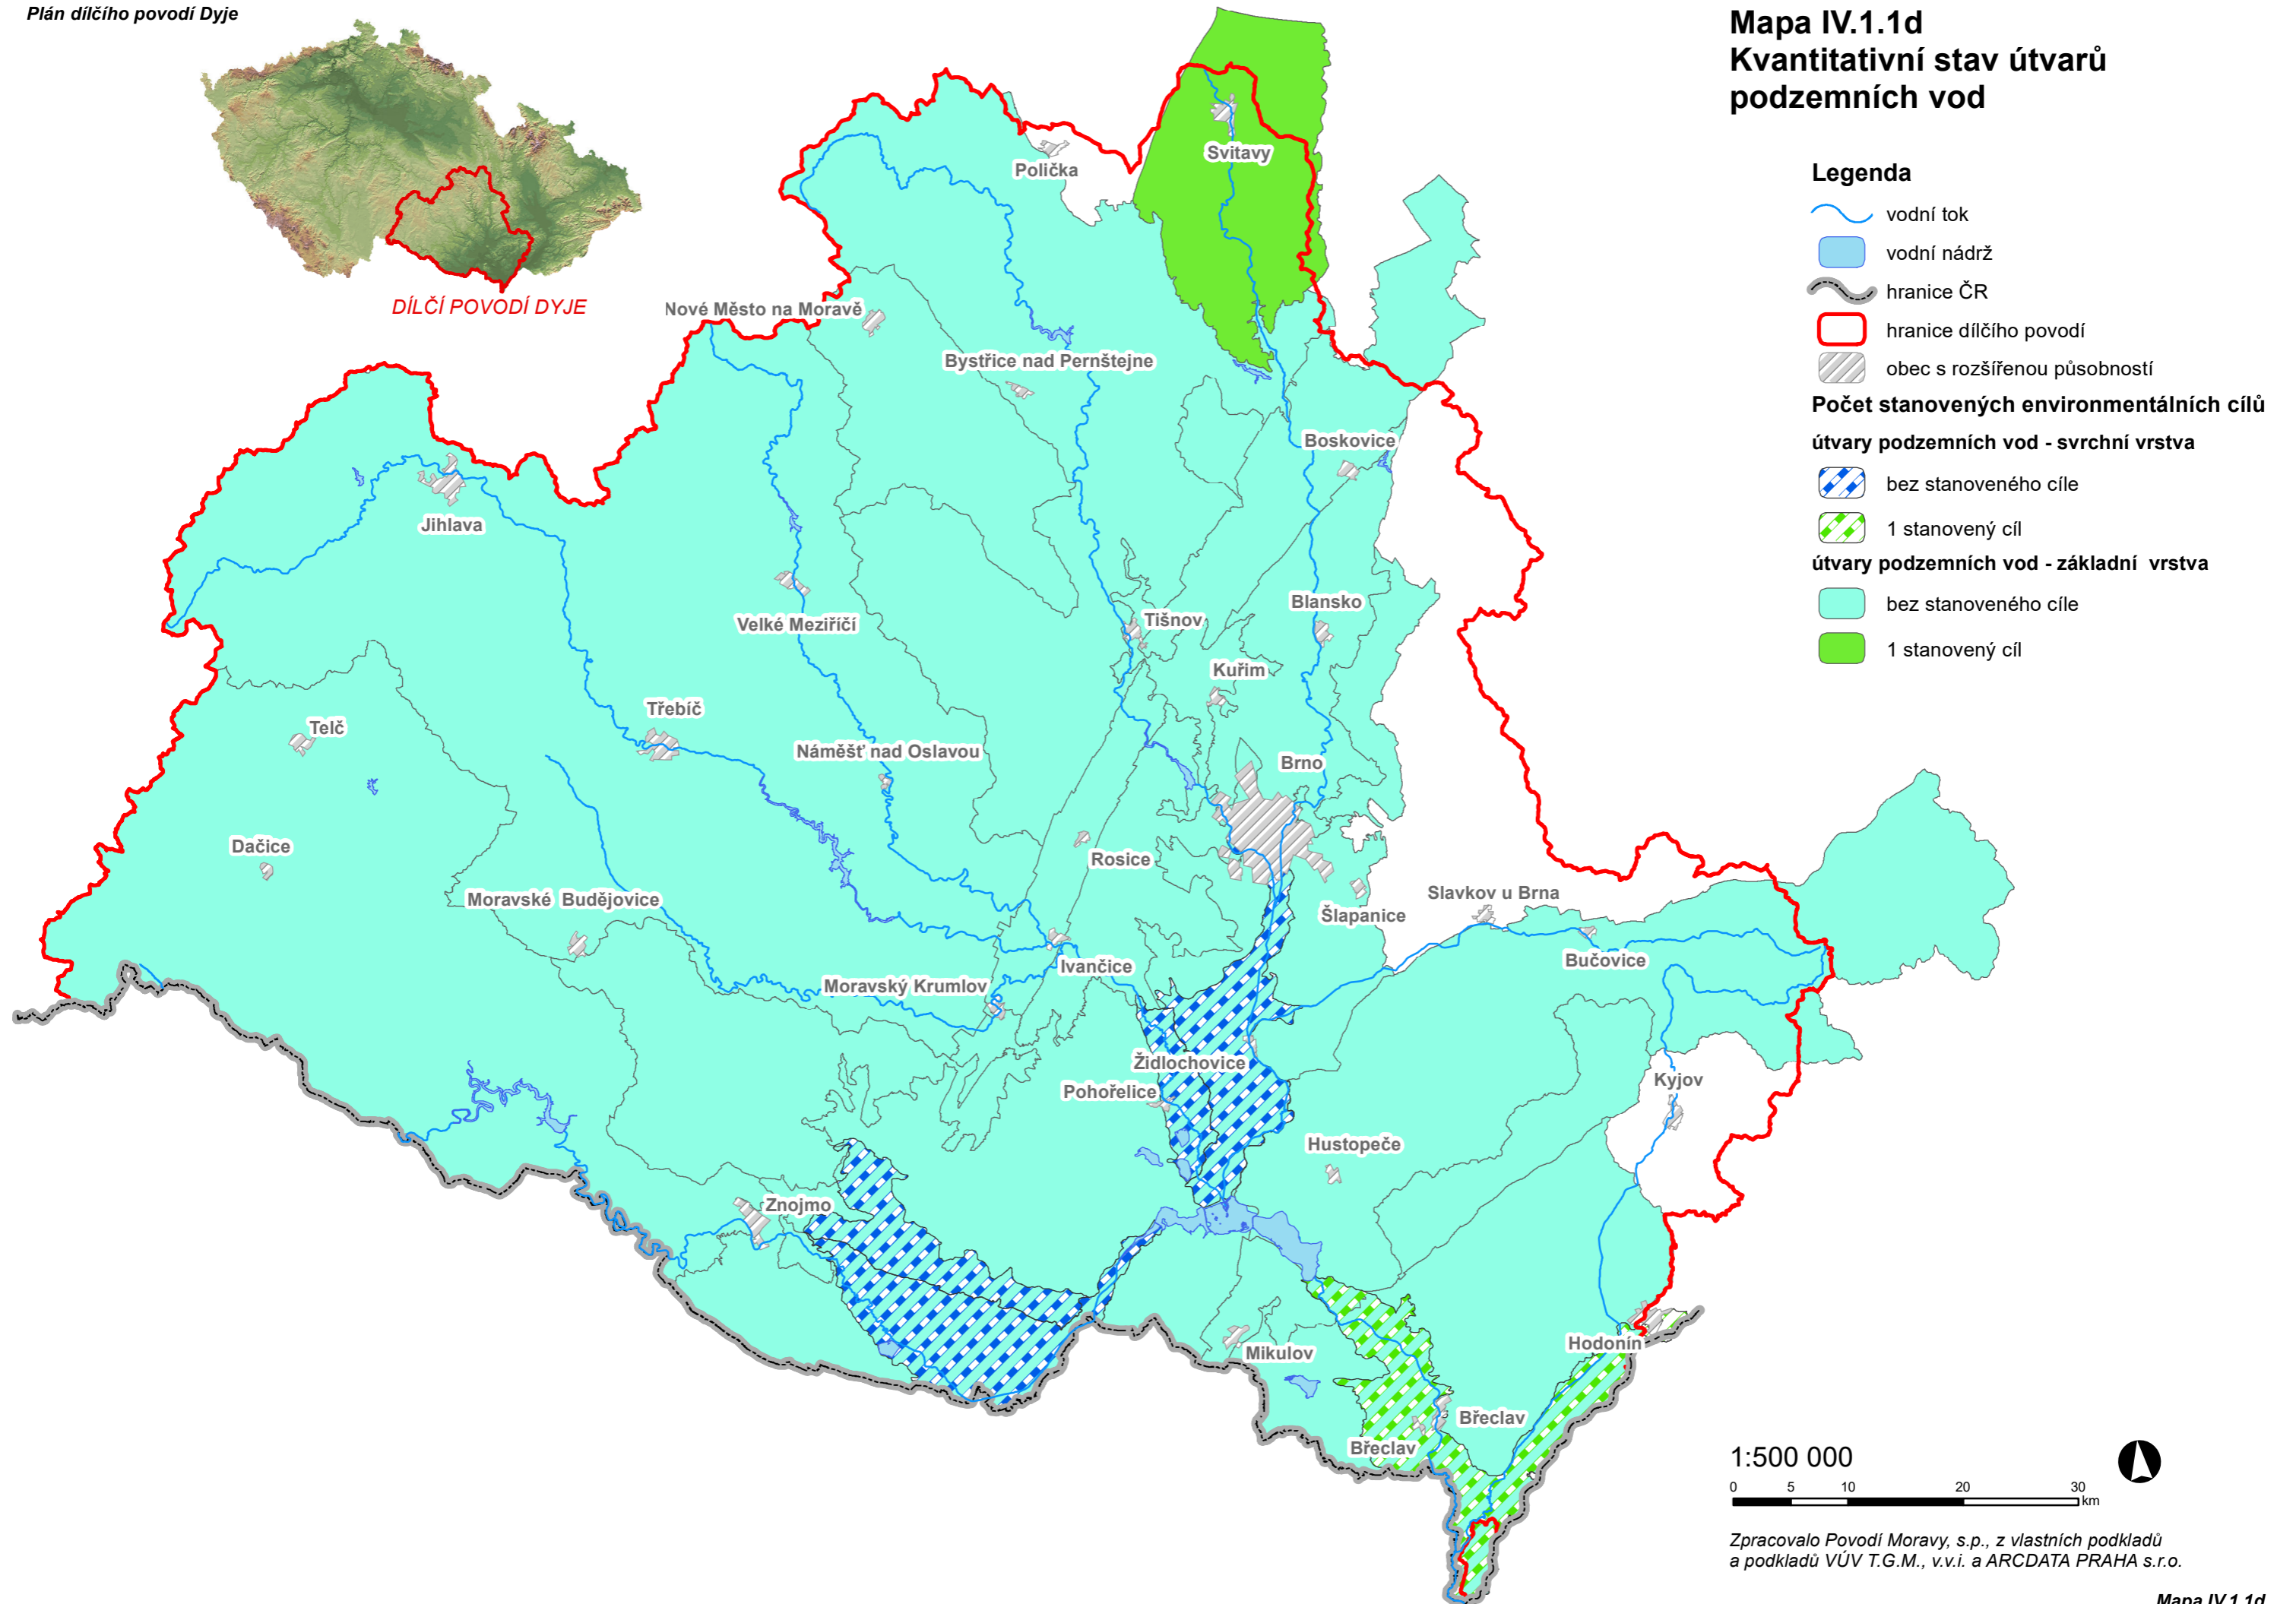 Plán dílčího povodí Dyje
DÍLČÍ POVODÍ DYJE
Mapa IV.1.1d
Kvantitativní stav útvarů
podzemních vod
Legenda
vodní tok
vodní nádrž
hranice ČR
hranice dílčího povodí
obec s rozšířenou působností
Počet stanovených environmentálních cílů
útvary podzemních vod - svrchní vrstva
bez stanoveného cíle
1 stanovený cíl
útvary podzemních vod - základní vrstva
bez stanoveného cíle
1 stanovený cíl
Svitavy
Polička
Nové Město na Moravě
Bystřice nad Pernštejne
Boskovice
Jihlava
Blansko
Velké Meziříčí
Tišnov
Kuřim
Třebíč
Telč
Náměšť nad Oslavou
Brno
Dačice
Rosice
Moravské Budějovice
Slavkov u Brna
Šlapanice
Bučovice
Ivančice
Moravský Krumlov
Židlochovice
Kyjov
Pohořelice
Hustopeče
Znojmo
Hodonín
Mikulov
Břeclav
Břeclav
1:500 000
0 5 10 20 30
km
Zpracovalo Povodí Moravy, s.p., z vlastních podkladů
a podkladů VÚV T.G.M., v.v.i. a ARCDATA PRAHA s.r.o.
Mapa IV.1.1d